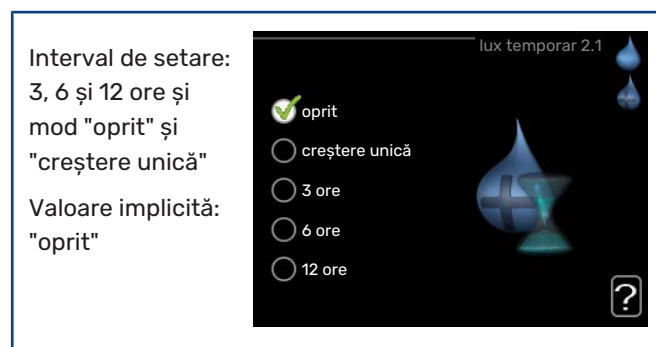 Interval de setare:
3, 6 și 12 ore și
mod "oprit" și
"creștere unică"
Valoare implicită:
"oprit"
lux temporar 2.1
oprit
creștere unică
3 ore
6 ore
12 ore
?